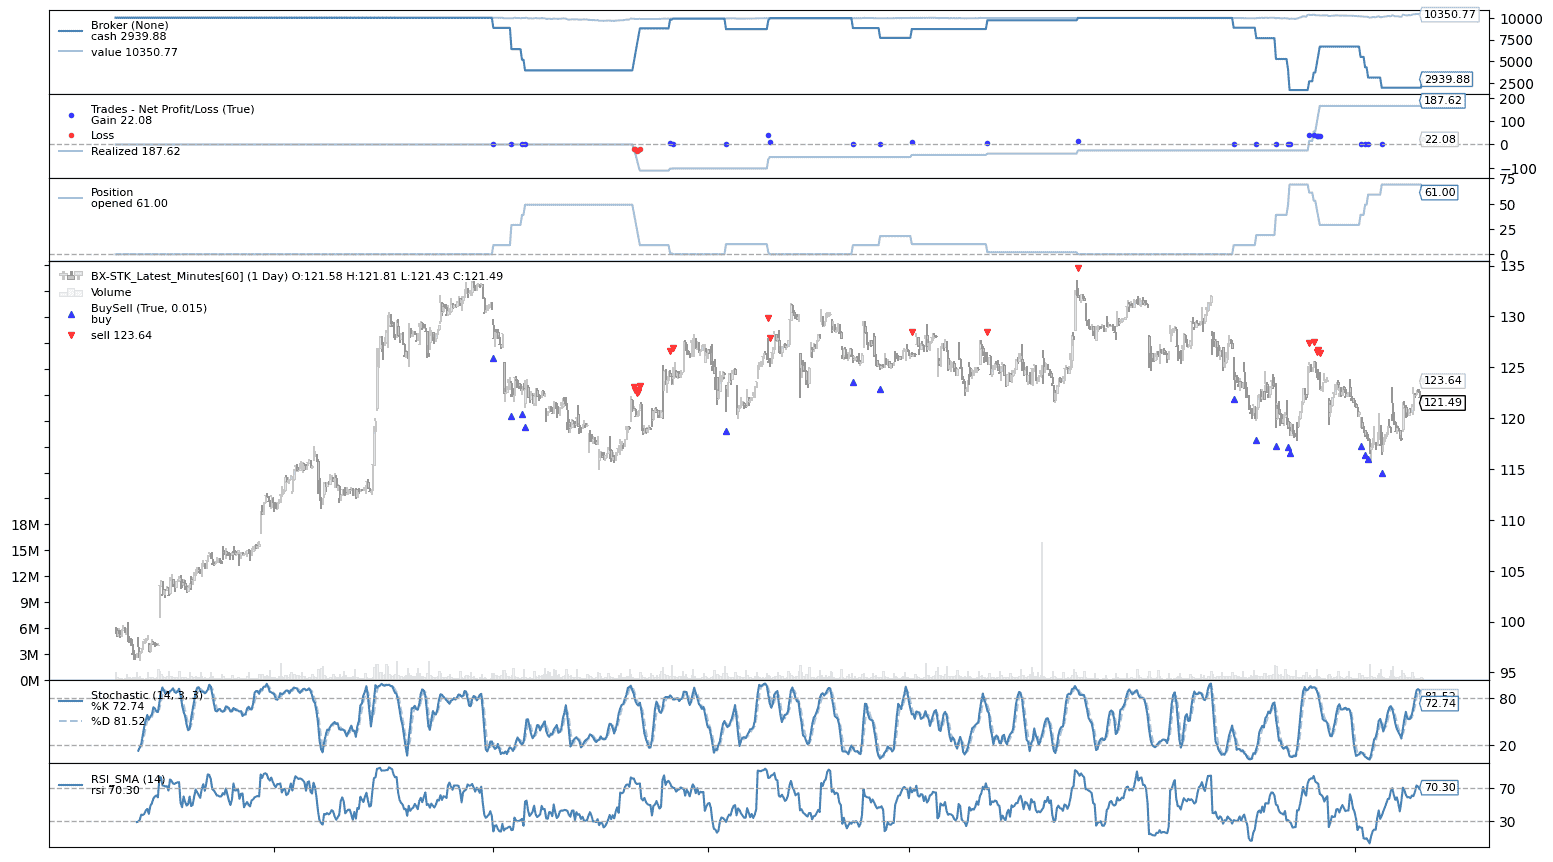 Broker (None)
cash 2939.88
value 10350.77
10350.77
10000
7500
5000
2939.88
2500
Trades - Net Profit/Loss (True)
Gain 22.08
Loss
Realized 187.62
187.62
200
100
22.08
0
−100
Position
opened 61.00
75
61.00
50
25
0
BX-STK_Latest_Minutes[60] (1 Day) O:121.58 H:121.81 L:121.43 C:121.49
Volume
BuySell (True, 0.015)
buy
sell 123.64
135
130
125
123.64
121.49
120
115
110
105
100
95
18M
15M
12M
9M
6M
3M
0M
Stochastic (14, 3, 3)
%K 72.74
%D 81.52
81.52
80
72.74
20
RSI_SMA (14)
rsi 70.30
70.30
70
30